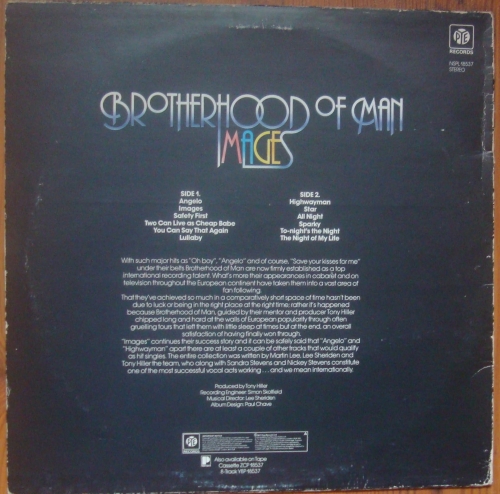 PYE
RECORDS
NSPL 18537
STEREO
BROTHERHOOD OF MAN
IMAGES
SIDE 1.
Angelo
Images
Safety First
Two Can Live as Cheap Babe
You Can Say That Again
Lullaby
SIDE 2.
Highwayman
Star
All Night
Sparky
To-night's the Night
The Night of My Life
With such major hits as "Oh boy", "Angelo" and of course, "Save your kisses for me"
under their belts Brotherhood of Man are now firmly established as a top
international recording talent. What's more their appearances in cabaret and on
television throughout the European continent have taken them into a vast area of
fan following.
That they've achieved so much in a comparatively short space of time hasn't been
due to luck or being in the right place at the right time; rather it's happened
because Brotherhood of Man, guided by their mentor and producer Tony Hiller
chipped long and hard at the walls of European popularity through often
gruelling tours that left them with little sleep at times but at the end, an overall
satisfaction of having finally won through.
"Images" continues their success story and it can be safely said that "Angelo" and
"Highwayman" apart there are at least a couple of other tracks that would qualify
as hit singles. The entire collection was written by Martin Lee, Lee Sheriden and
Tony Hiller the team, who along with Sandra Stevens and Nickey Stevens constitute
one of the most successful vocal acts working . . . and we mean internationally.
Produced by Tony Hiller
Recording Engineer: Simon Skolfield
Musical Director: Lee Sheriden
Album Design: Paul Chave
PYE
Also available on Tape
Cassette ZCP 18537
8-Track Y8P 18537